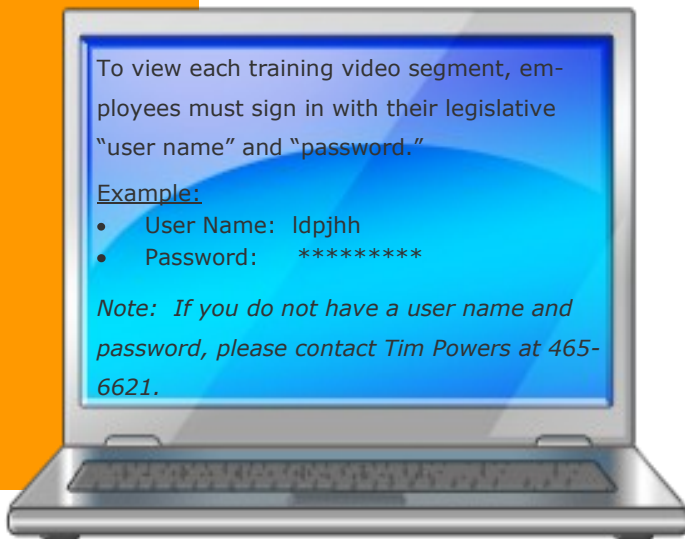 To view each training video segment, em-
ployees must sign in with their legislative
“user name” and “password.”
Example:
• User Name: ldpjhh
• Password: *********
Note: If you do not have a user name and
password, please contact Tim Powers at 465-
6621.